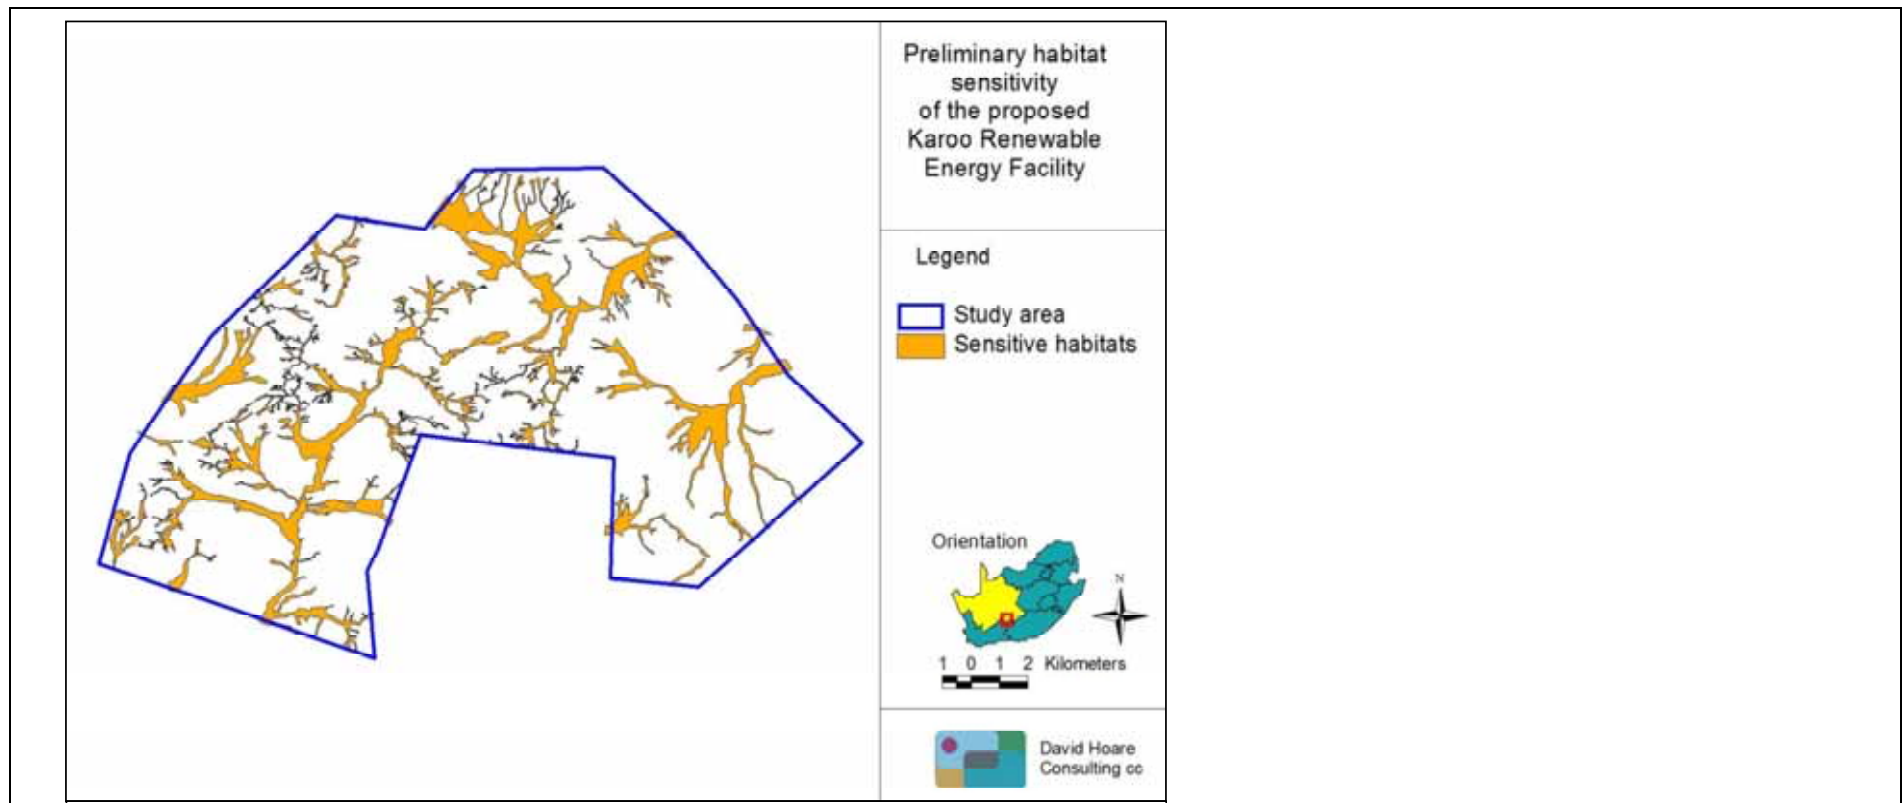 Preliminary habitat
sensitivity
of the proposed
Karoo Renewable
Energy Facility
Legend
Study area
Sensitive habitats
Orientation
N
1 0 1 2 Kilometers
David Hoare
Consulting cc